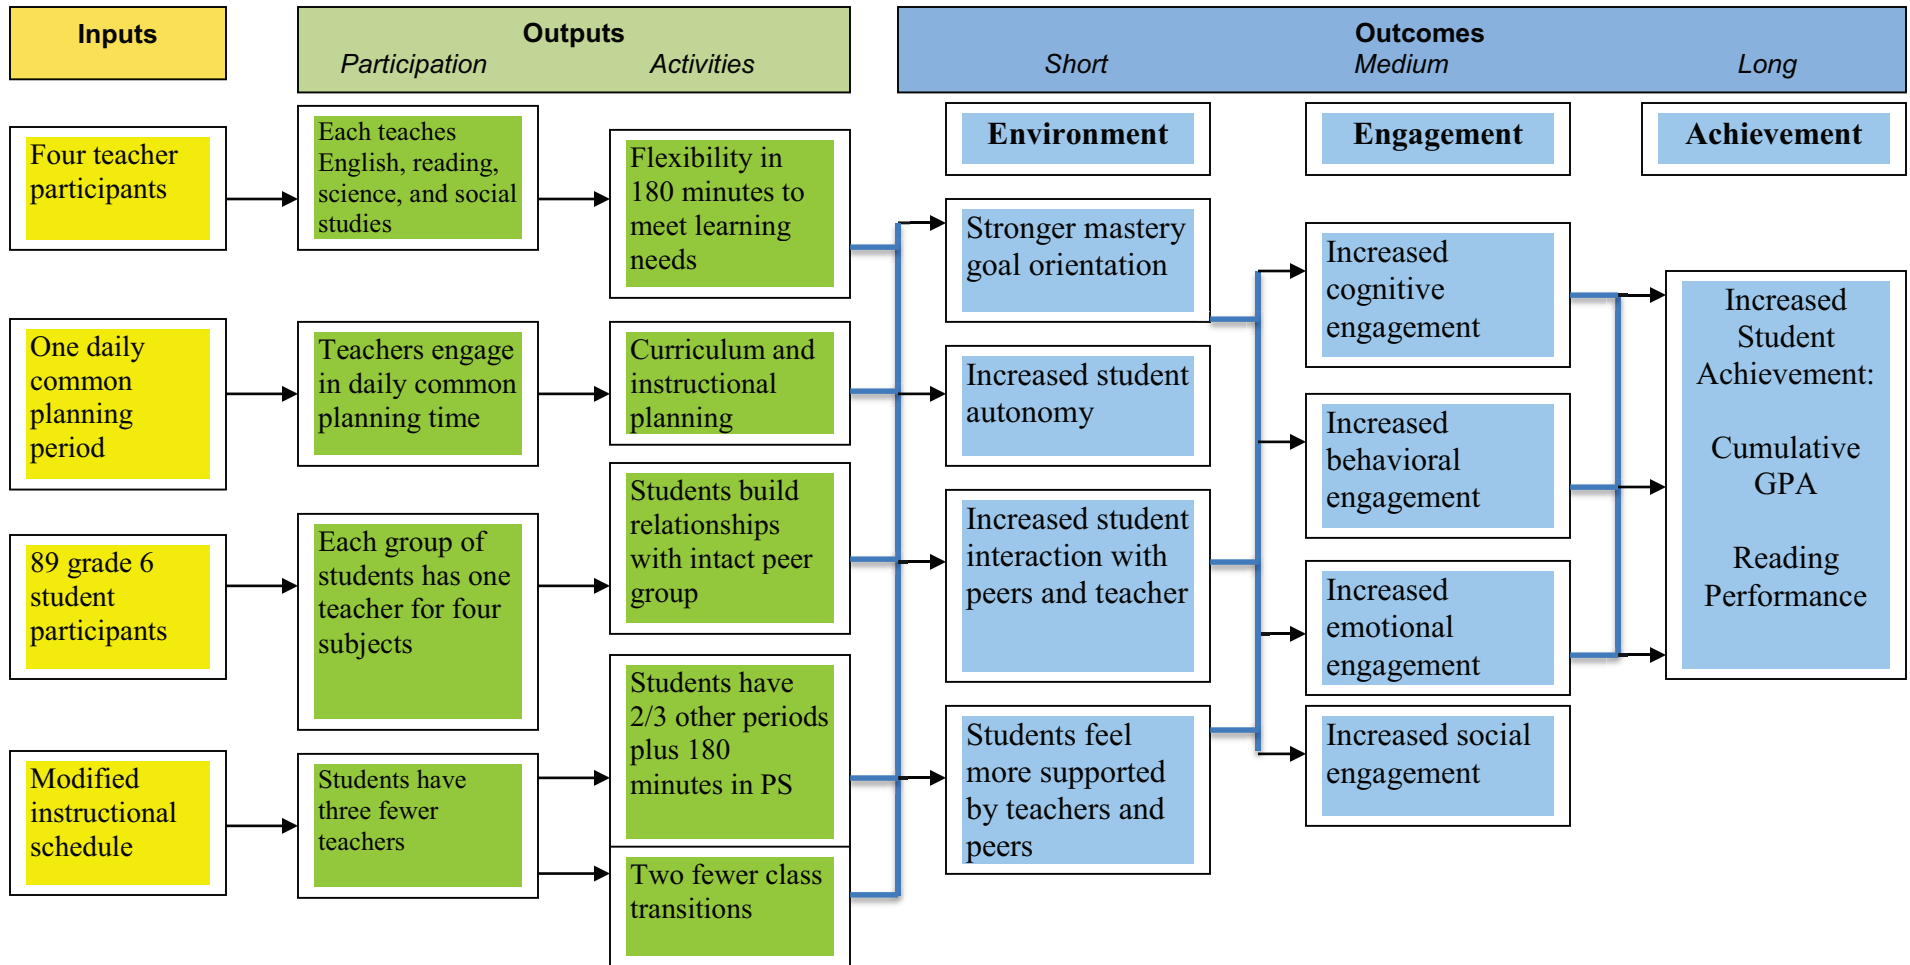 Inputs
Outputs
Participation
Activities
Outcomes
Short
Medium
Long
Four teacher
participants
One daily
common
planning
period
89 grade 6
student
participants
Modified
instructional
schedule
Each teaches
English, reading,
science, and social
studies
Teachers engage
in daily common
planning time
Each group of
students has one
teacher for four
subjects
Students have
three fewer
teachers
Flexibility in
180 minutes to
meet learning
needs
Curriculum and
instructional
planning
Students build
relationships
with intact peer
group
Students have
2/3 other periods
plus 180
minutes in PS
Two fewer class
transitions
Environment
Stronger mastery
goal orientation
Increased student
autonomy
Increased student
interaction with
peers and teacher
Students feel
more supported
by teachers and
peers
Engagement
Increased
cognitive
engagement
Increased
behavioral
engagement
Increased
emotional
engagement
Increased social
engagement
Achievement
Increased
Student
Achievement:
Cumulative
GPA
Reading
Performance